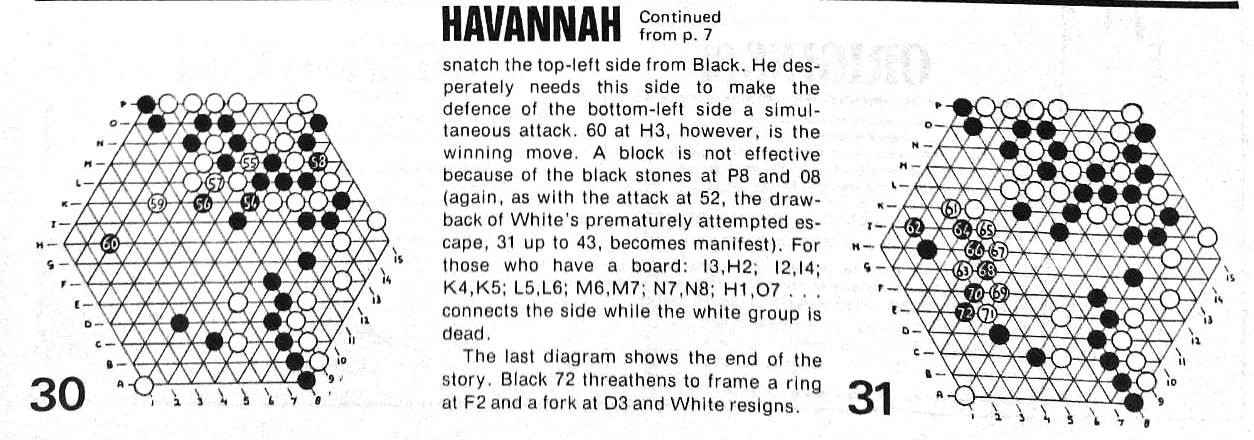 HAVANNAH Continued
from p. 7
snatch the top-left side from Black. He des-
perately needs this side to make the
defence of the bottom-left side a simul-
taneous attack. 60 at H3, however, is the
winning move. A block is not effective
because of the black stones at P8 and 08
(again, as with the attack at 52, the draw-
back of White's prematurely attempted es-
cape, 31 up to 43, becomes manifest). For
those who have a board: I3,H2; I2,I4;
K4,K5; L5,L6; M6,M7; N7,N8; H1,O7 . . .
connects the side while the white group is
dead.
The last diagram shows the end of the
story. Black 72 threathens to frame a ring
at F2 and a fork at D3 and White resigns.
P
O
N
M
L
K
I
H
G
F
E
D
C
B
A
1 2 3 4 5 6 7 8
9
10
11
12
13
14
15
55
58
57
59
56
54
60
30
P
O
N
M
L
K
I
H
G
F
E
D
C
B
A
1 2 3 4 5 6 7 8
9
10
11
12
13
14
15
61
62
64 65
66 67
63 68
70 69
72 71
31